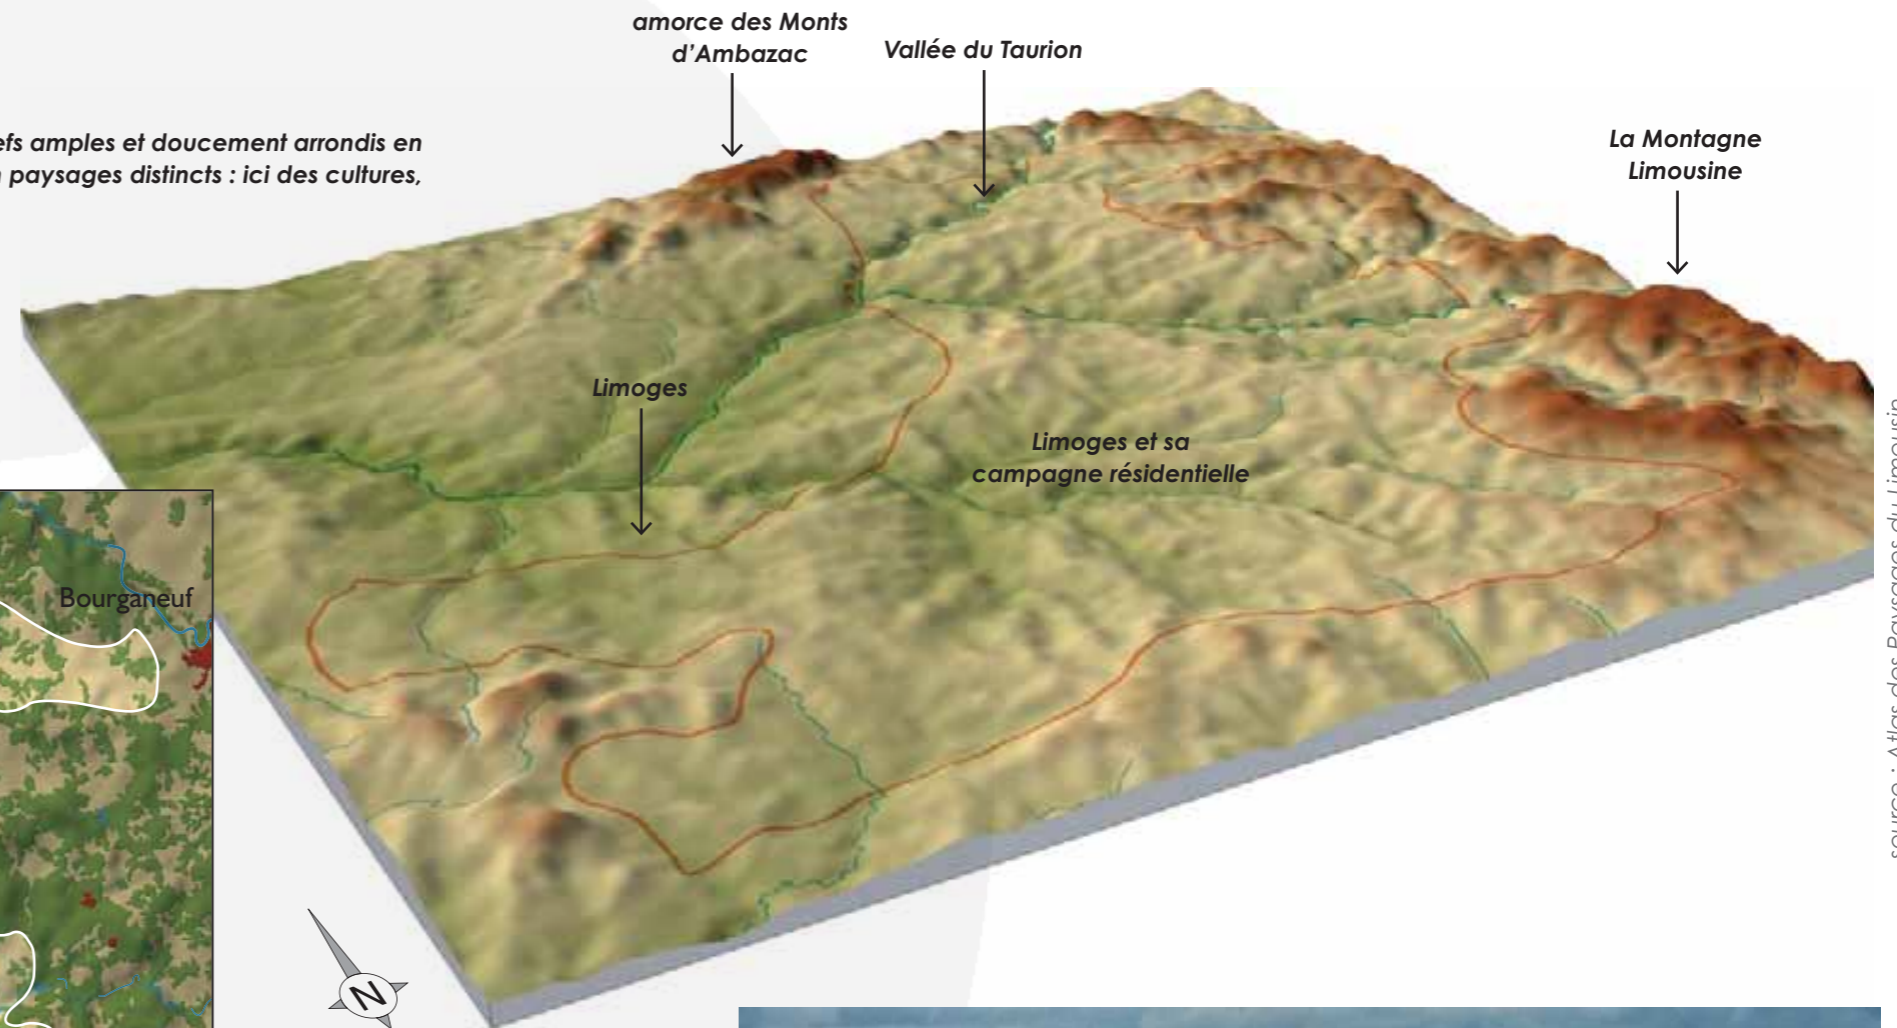 amorce des Monts
d'Ambazac
Vallée du Taurion
La Montagne
Limousine
efs amples et doucement arrondis en
n paysages distincts : ici des cultures,
Limoges
Limoges et sa
campagne résidentielle
Bourganeuf
N
source : Atlas des Paysages du Limousin